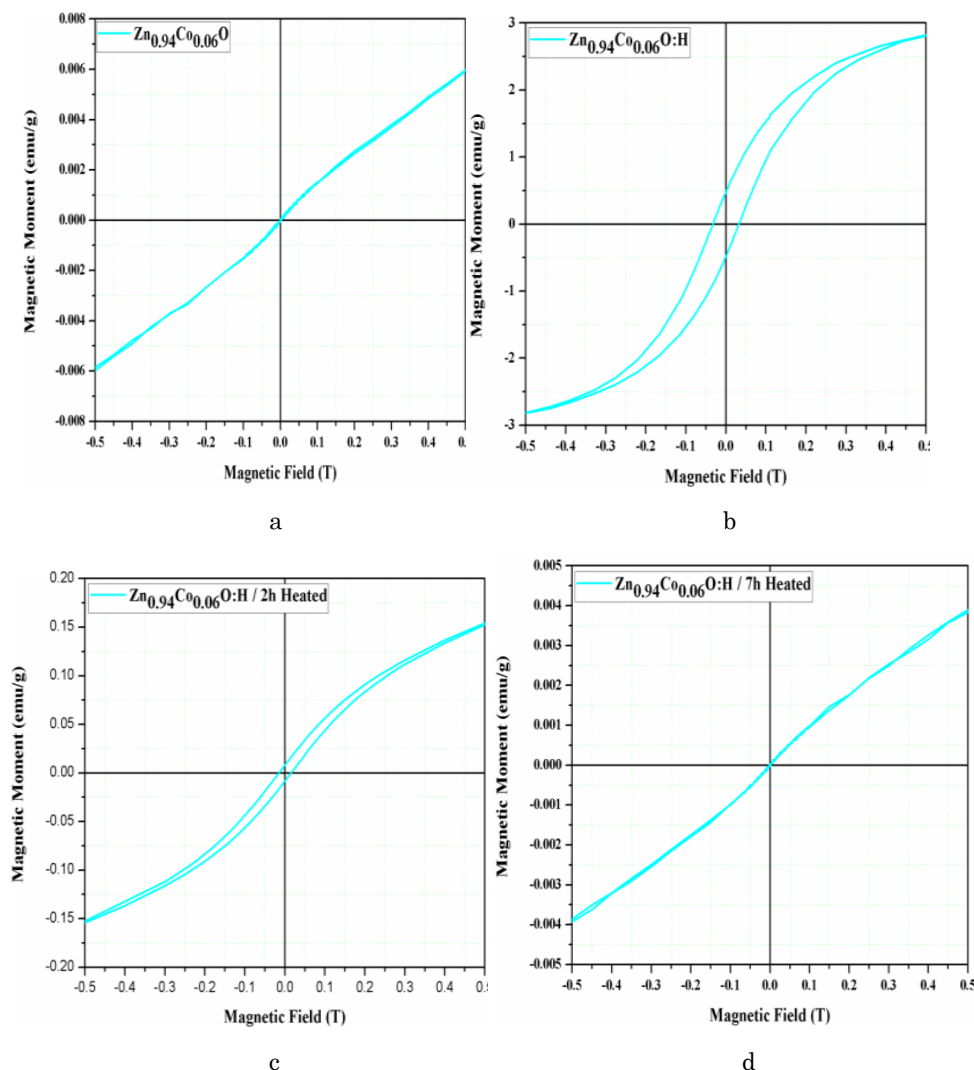 Zn0.94Co0.06O
Magnetic Moment (emu/g)
0.008
0.006
0.004
0.002
0.000
-0.002
-0.004
-0.006
-0.008
-0.5 -0.4 -0.3 -0.2 -0.1 0.0 0.1 0.2 0.3 0.4 0.
Magnetic Field (T)
a
Zn0.94Co0.06O:H
Magnetic Moment (emu/g)
3
2
1
0
-1
-2
-3
-0.5 -0.4 -0.3 -0.2 -0.1 0.0 0.1 0.2 0.3 0.4 0.5
Magnetic Field (T)
b
Zn0.94Co0.06O:H / 2h Heated
Magnetic Moment (emu/g)
0.20
0.15
0.10
0.05
0.00
-0.05
-0.10
-0.15
-0.20
-0.5 -0.4 -0.3 -0.2 -0.1 0.0 0.1 0.2 0.3 0.4 0.5
Magnetic Field (T)
c
Zn0.94Co0.06O:H / 7h Heated
Magnetic Moment (emu/g)
0.005
0.004
0.003
0.002
0.001
0.000
-0.001
-0.002
-0.003
-0.004
-0.005
-0.5 -0.4 -0.3 -0.2 -0.1 0.0 0.1 0.2 0.3 0.4 0.5
Magnetic Field (T)
d